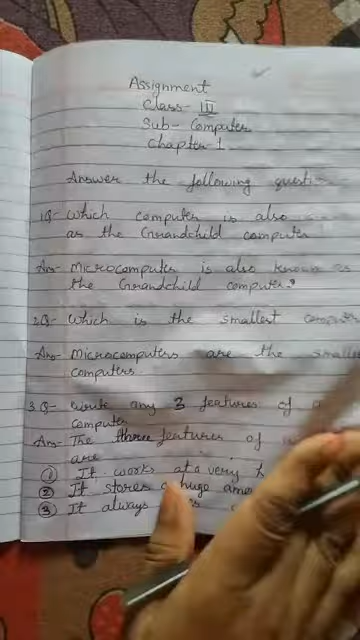 Assignment
Class - III
Sub - Computer
Chapter 1
Answer the following
1Q - Which computer is also
as the Grandchild computer
Ans - Microcomputer is also known as
the Grandchild computer.
2Q - Which is the smallest computer
Ans - Microcomputers are the smallest
computers.
3Q - Write any 3 features of a
computer
Ans - The three features of
are
① It works at a very
② It stores a huge
③ It always